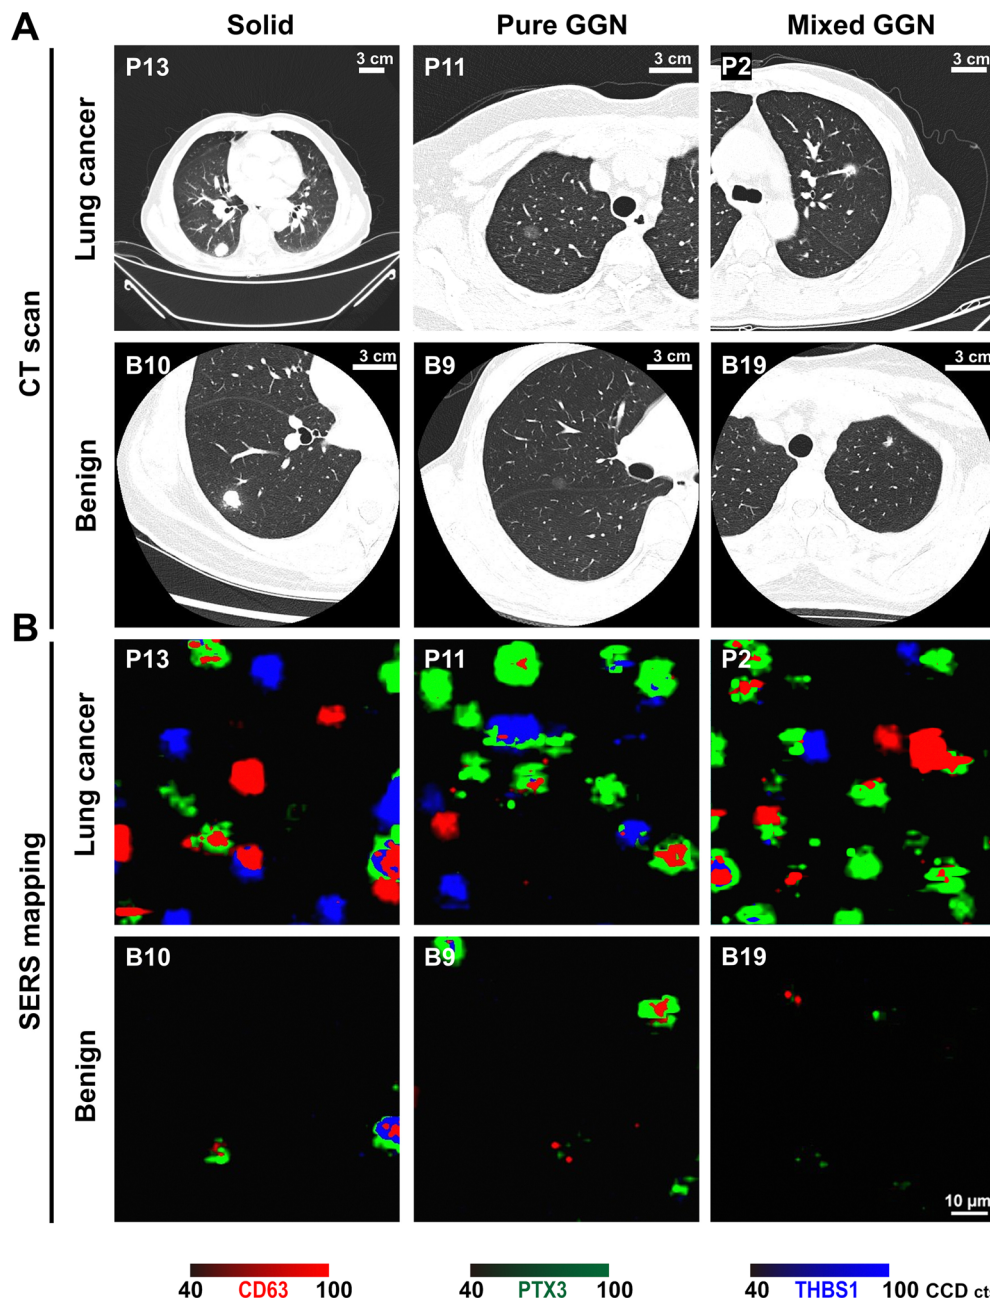 A
Solid
Pure GGN
Mixed GGN
CT scan
Lung cancer
P13
3 cm
P11
3 cm
P2
3 cm
Benign
B10
3 cm
B9
3 cm
B19
3 cm
B
SERS mapping
Lung cancer
P13
P11
P2
Benign
B10
B9
B19
10 μm
40 CD63 100
40 PTX3 100
40 THBS1 100 CCD ct